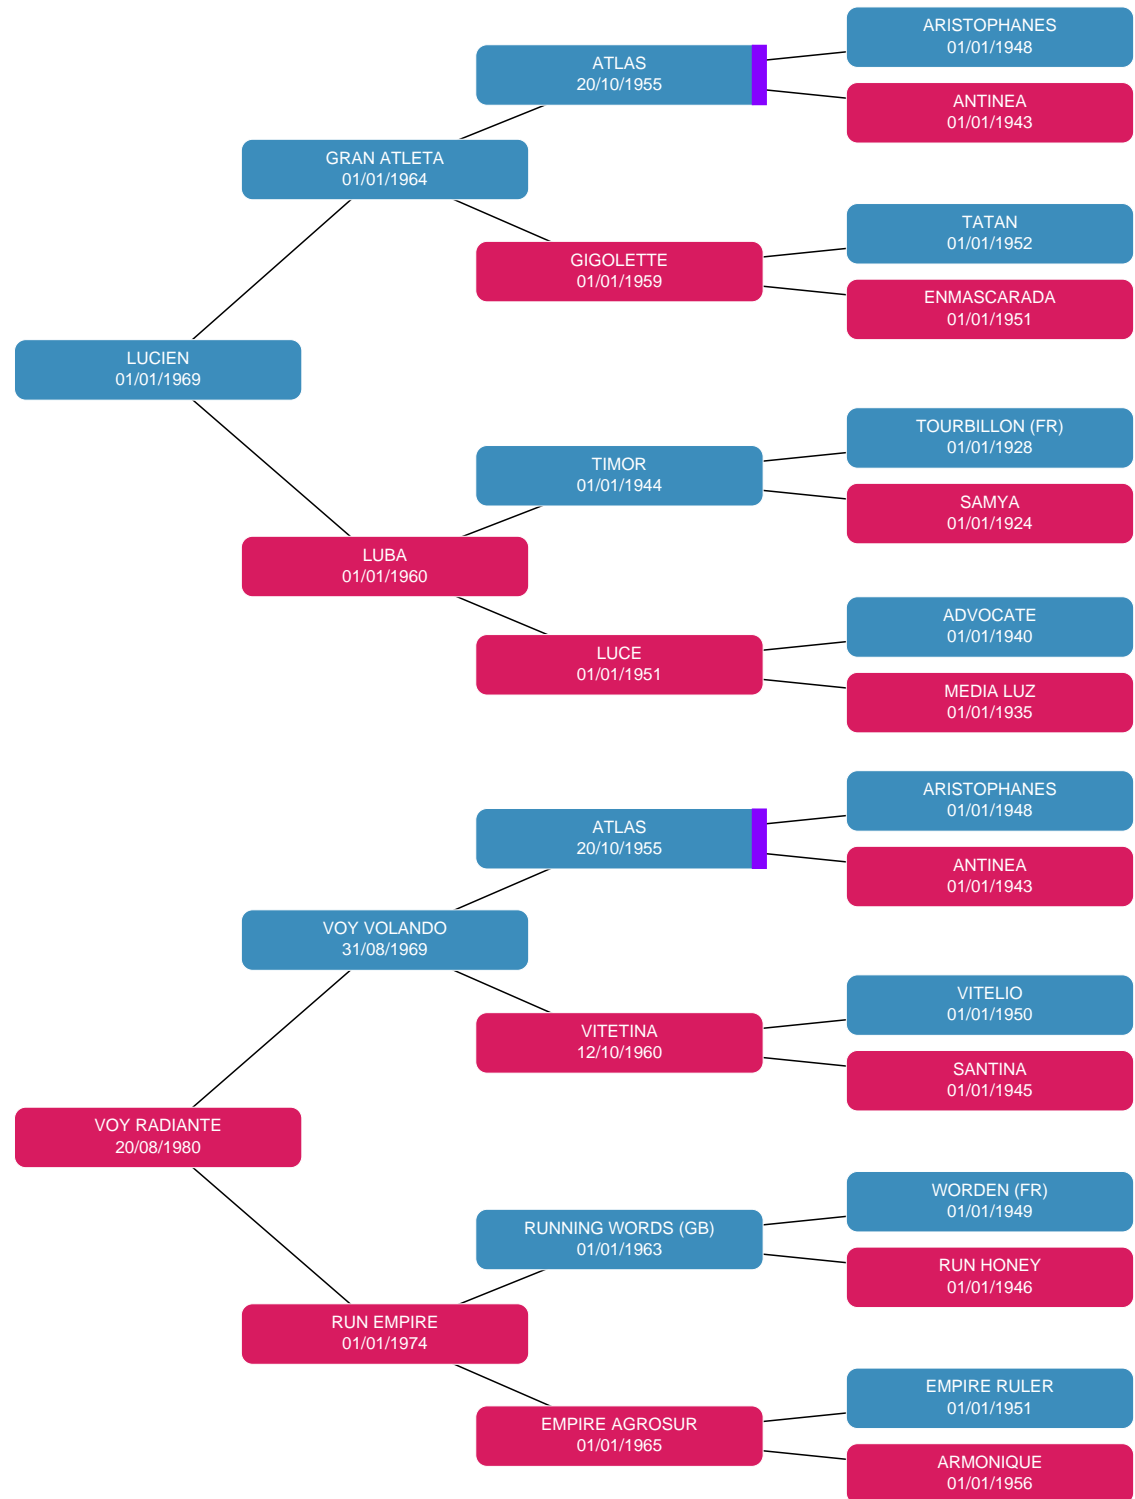 ARISTOPHANES
01/01/1948
ATLAS
20/10/1955
ANTINEA
01/01/1943
GRAN ATLETA
01/01/1964
TATAN
01/01/1952
GIGOLETTE
01/01/1959
ENMASCARADA
01/01/1951
LUCIEN
01/01/1969
TOURBILLON (FR)
01/01/1928
TIMOR
01/01/1944
SAMYA
01/01/1924
LUBA
01/01/1960
ADVOCATE
01/01/1940
LUCE
01/01/1951
MEDIA LUZ
01/01/1935
ARISTOPHANES
01/01/1948
ATLAS
20/10/1955
ANTINEA
01/01/1943
VOY VOLANDO
31/08/1969
VITELIO
01/01/1950
VITETINA
12/10/1960
SANTINA
01/01/1945
VOY RADIANTE
20/08/1980
WORDEN (FR)
01/01/1949
RUNNING WORDS (GB)
01/01/1963
RUN HONEY
01/01/1946
RUN EMPIRE
01/01/1974
EMPIRE RULER
01/01/1951
EMPIRE AGROSUR
01/01/1965
ARMONIQUE
01/01/1956